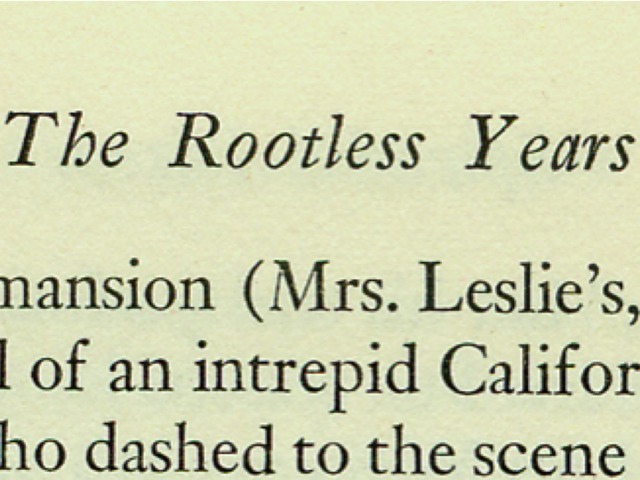 The Rootless Years
mansion (Mrs. Leslie's,
l of an intrepid Califor
ho dashed to the scene